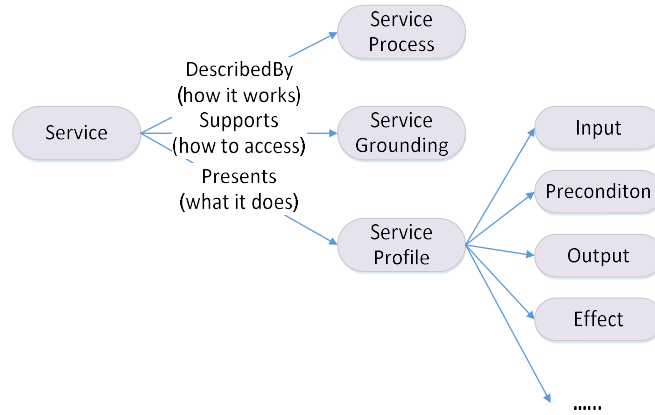 Service
Process
DescribedBy
(how it works)
Service
Supports
(how to access)
Service
Grounding
Presents
(what it does)
Service
Profile
Input
Preconditon
Output
Effect
......